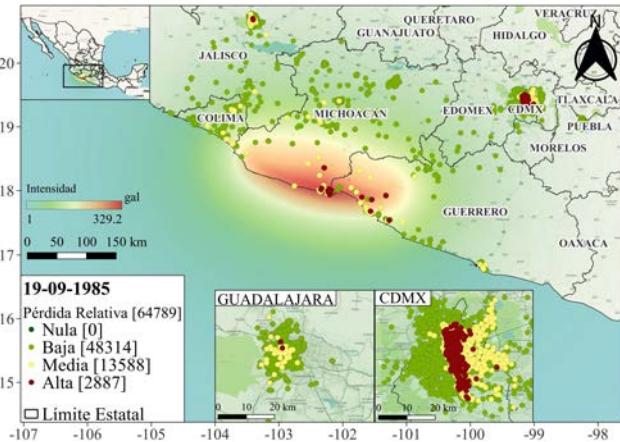 QUERETARO
VERACRUZ
N
GUANAJUATO
HIDALGO
JALISCO
20
EDOMEX
CDMX
TLAXCALA
MICHOACAN
COLIMA
19
PUEBLA
MORELOS
Intensidad
gal
18
1
329.2
GUERRERO
0 50 100 150 km
OAXACA
17
19-09-1985
Pérdida Relativa [64789]
Nula [0]
Baja [48314]
Media [13588]
Alta [2887]
Límite Estatal
GUADALAJARA
CDMX
16
15
0 10 20 km
0 10 20 km
-107 -106 -105 -104 -103 -102 -101 -100 -99 -98